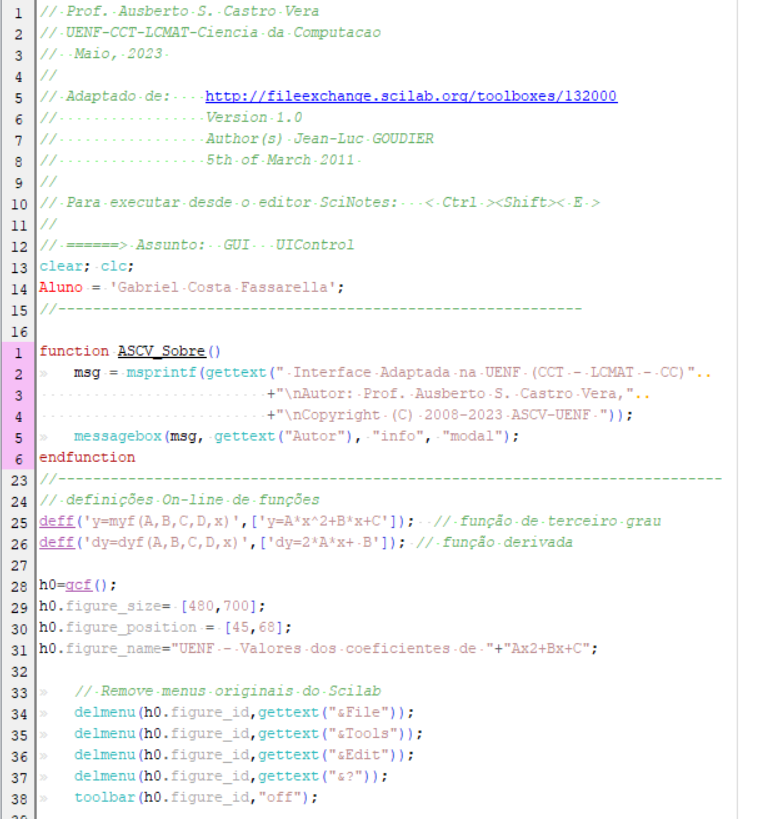 1 // Prof. Ausberto S. Castro Vera
2 // UENF-CCT-LCMAT-Ciencia da Computacao
3 // Maio, 2023
4 //
5 // Adaptado de: http://fileexchange.scilab.org/toolboxes/132000
6 // Version 1.0
7 // Author(s) Jean-Luc GOUDIER
8 // 5th of March 2011
9 //
10 // Para executar desde o editor SciNotes: < Ctrl ><Shift>< E >
11 //
12 // ======> Assunto: GUI UIControl
13 clear; clc;
14 Aluno = 'Gabriel Costa Fassarella';
15 //------------------------------------------------------------
16
1 function ASCV_Sobre()
2 msg = msprintf(gettext(" Interface Adaptada na UENF (CCT - LCMAT - CC)"..
3 +"\nAutor: Prof. Ausberto S. Castro Vera,"..
4 +"\nCopyright (C) 2008-2023 ASCV-UENF "));
5 messagebox(msg, gettext("Autor"), "info", "modal");
6 endfunction
23 //----------------------------------------------------------------------------
24 // definições On-line de funções
25 deff('y=myf(A,B,C,D,x)',['y=A*x^2+B*x+C']); // função de terceiro grau
26 deff('dy=dyf(A,B,C,D,x)',['dy=2*A*x+ B']); // função derivada
27
28 h0=gcf();
29 h0.figure_size= [480,700];
30 h0.figure_position = [45,68];
31 h0.figure_name="UENF - Valores dos coeficientes de "+"Ax2+Bx+C";
32
33 // Remove menus originais do Scilab
34 delmenu(h0.figure_id,gettext("&File"));
35 delmenu(h0.figure_id,gettext("&Tools"));
36 delmenu(h0.figure_id,gettext("&Edit"));
37 delmenu(h0.figure_id,gettext("&?"));
38 toolbar(h0.figure_id,"off");